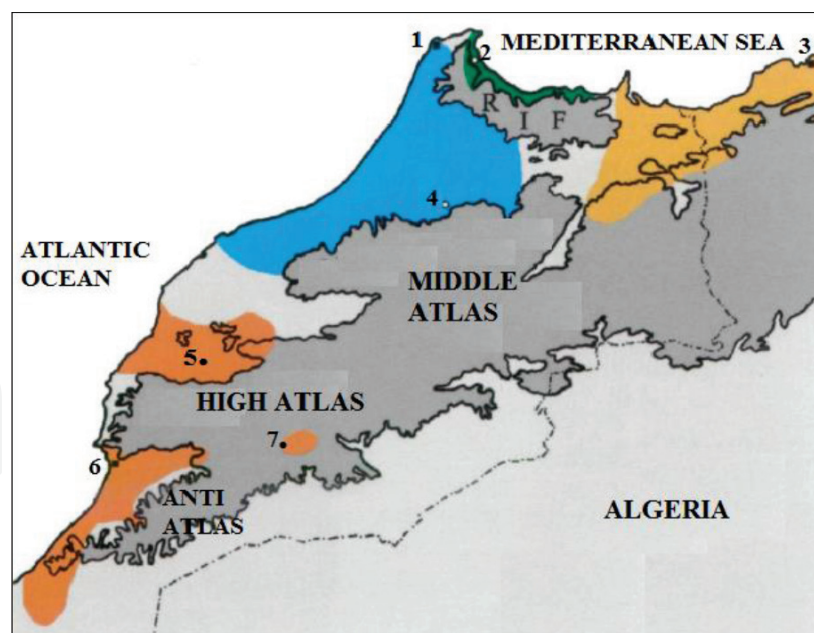 1
2
MEDITERRANEAN SEA
3
R I F
4
ATLANTIC
OCEAN
MIDDLE
ATLAS
5
HIGH ATLAS
7
6
ANTI
ATLAS
ALGERIA